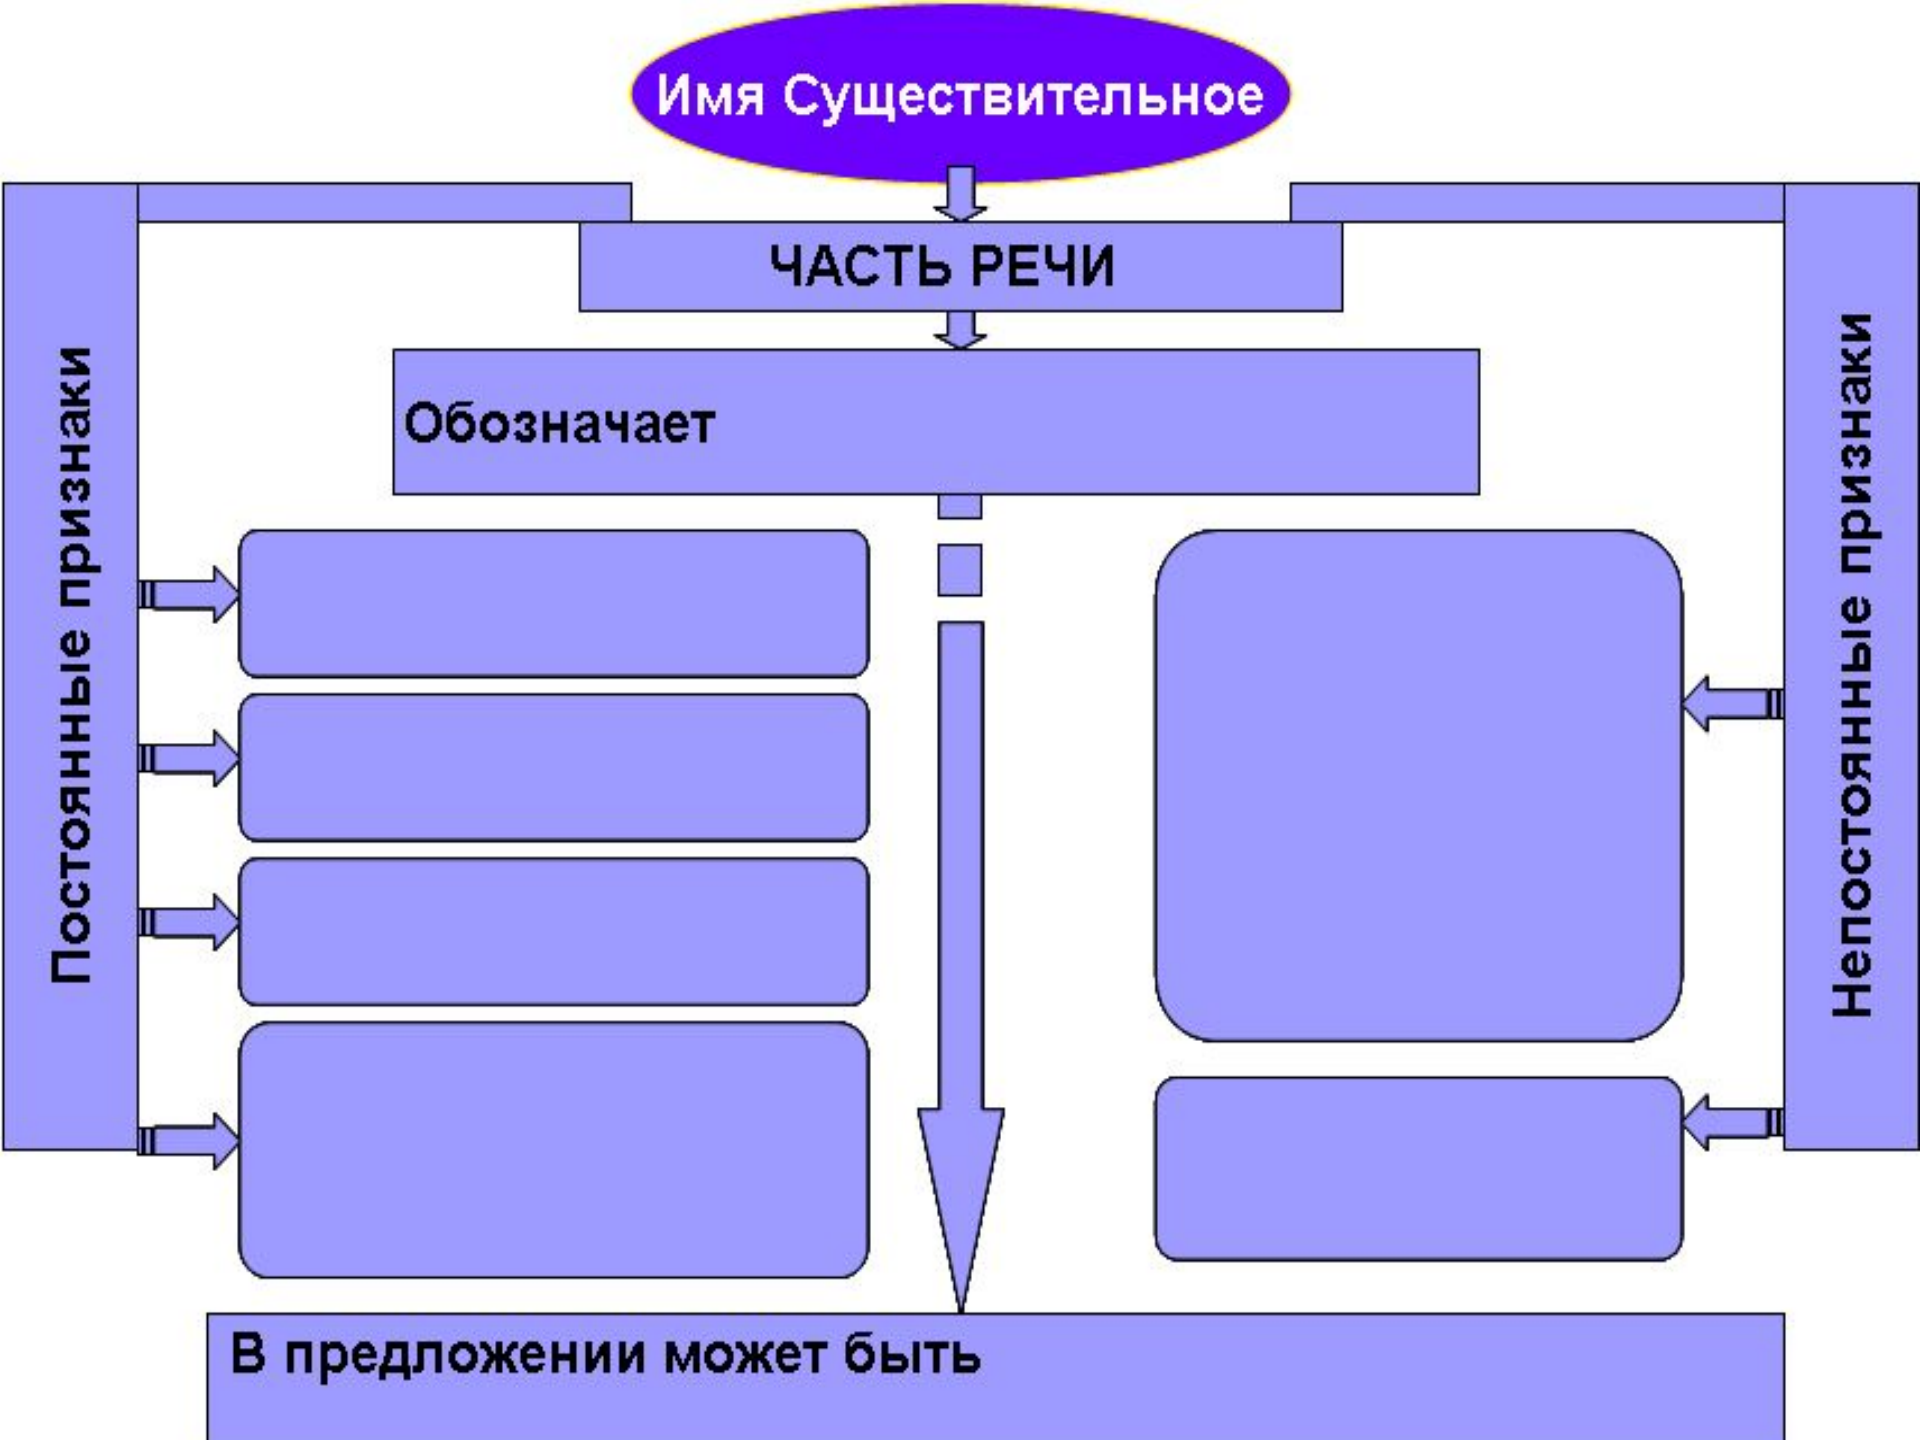 Имя Существительное
ЧАСТЬ РЕЧИ
Обозначает
Постоянные признаки
Непостоянные признаки
В предложении может быть